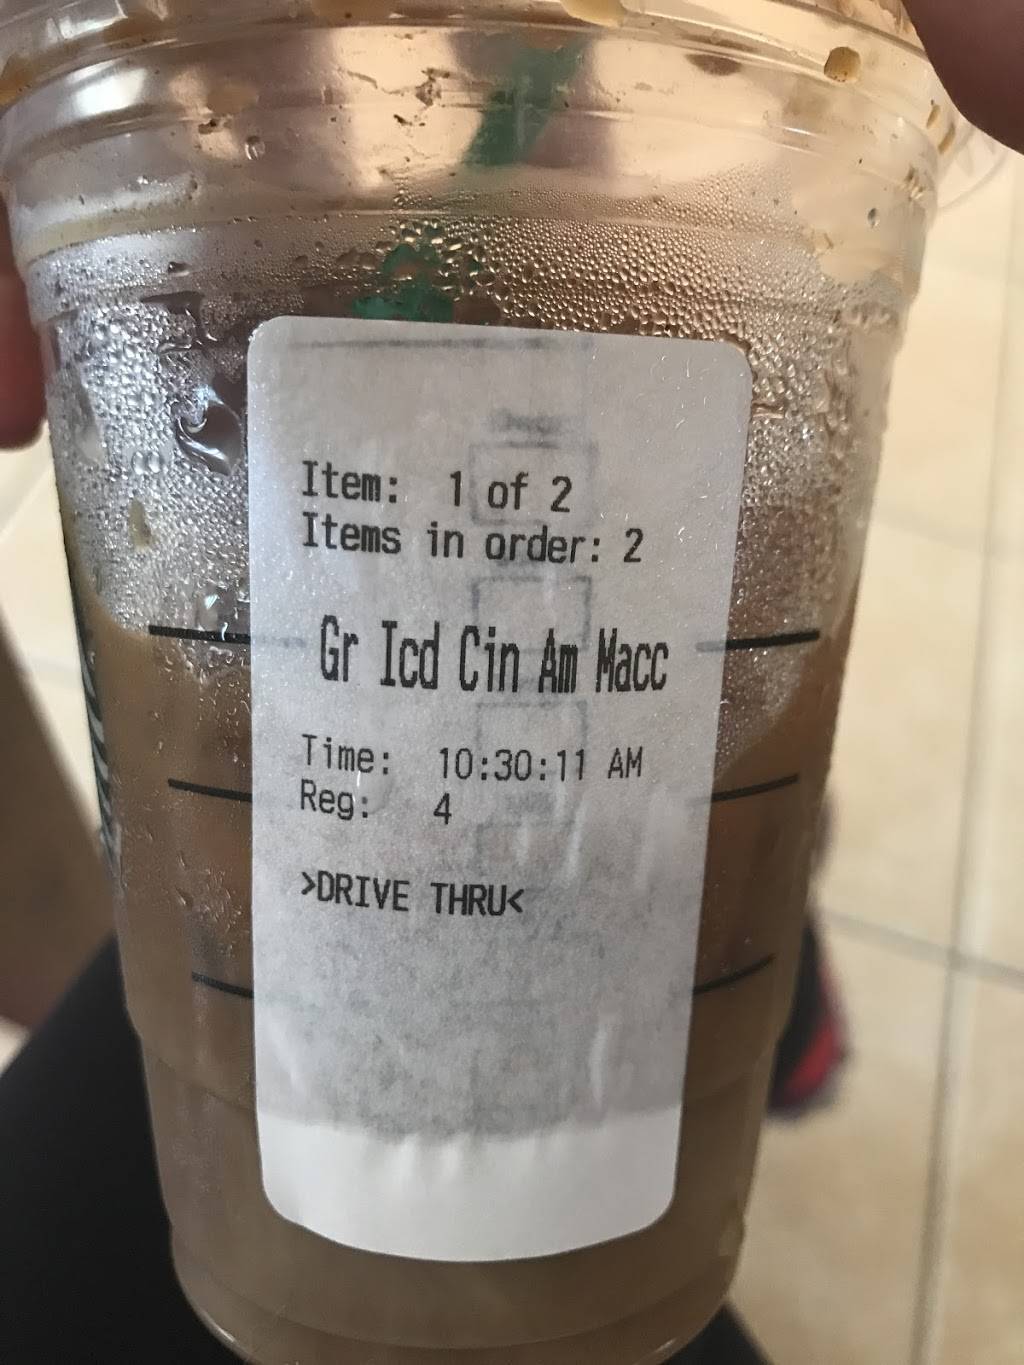 Item: 1 of 2
Items in order: 2
Gr Icd Cin Am Macc
Time: 10:30:11 AM
Reg: 4
>DRIVE THRU<